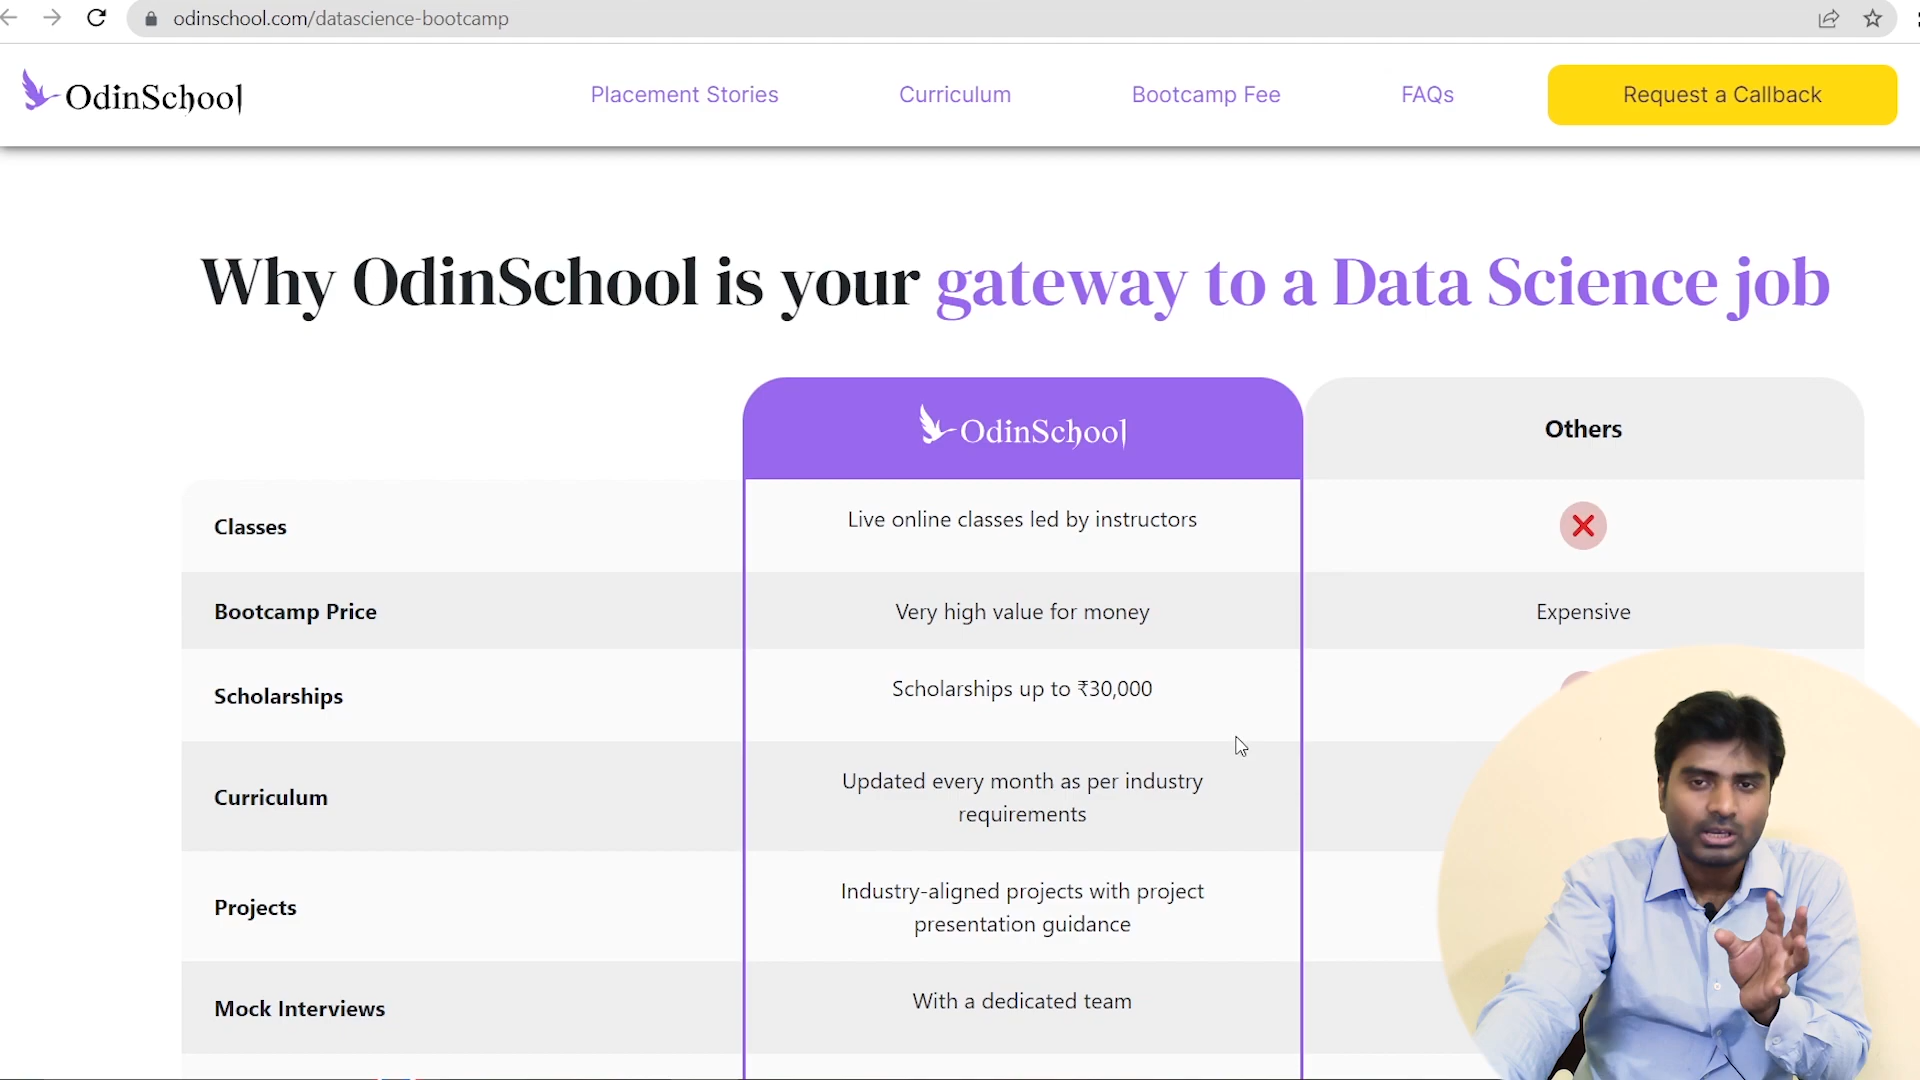 odinschool.com/datascience-bootcamp
OdinSchool
Placement Stories
Curriculum
Bootcamp Fee
FAQs
Request a Callback
Why OdinSchool is your gateway to a Data Science job
OdinSchool
Others
Classes
Live online classes led by instructors
Bootcamp Price
Very high value for money
Expensive
Scholarships
Scholarships up to ₹30,000
Curriculum
Updated every month as per industry
requirements
Projects
Industry-aligned projects with project
presentation guidance
Mock Interviews
With a dedicated team